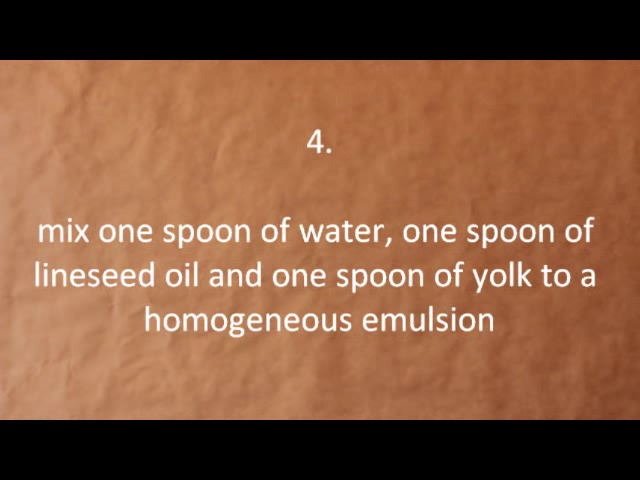 4.
mix one spoon of water, one spoon of
lineseed oil and one spoon of yolk to a
homogeneous emulsion